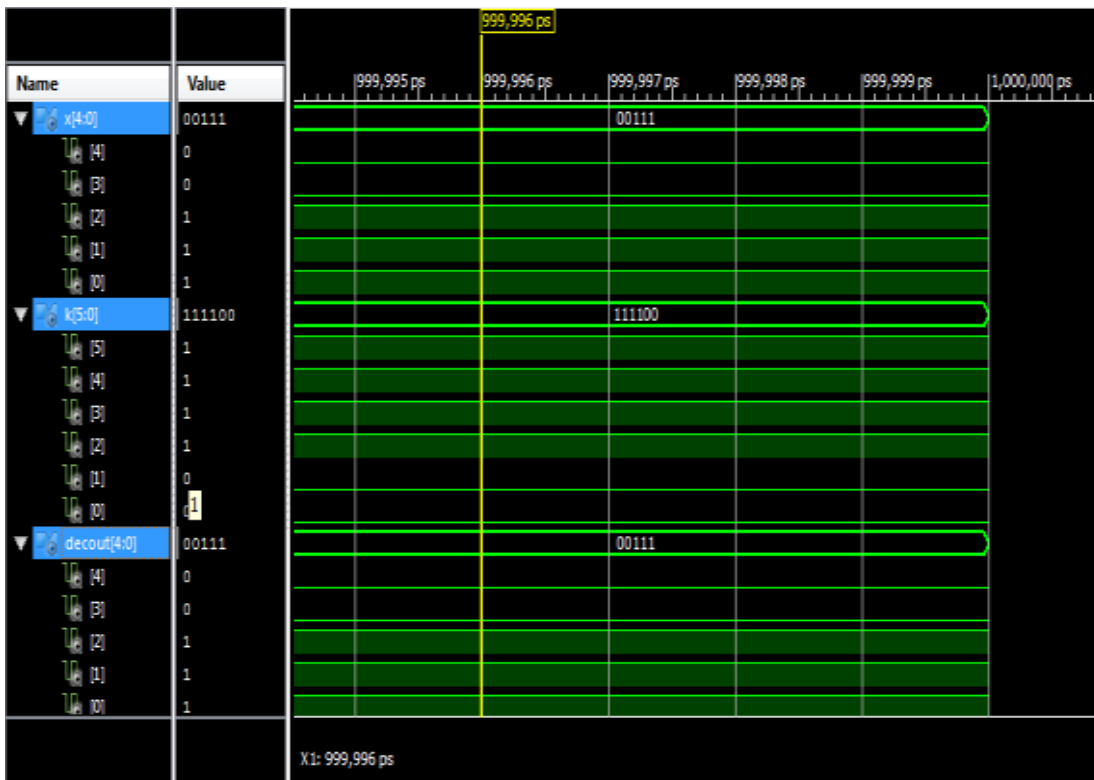 999,996 ps
Name Value |999,995 ps |999,996 ps |999,997 ps |999,998 ps |999,999 ps |1,000,000 ps
x[4:0] 00111 00111
[4] 0
[3] 0
[2] 1
[1] 1
[0] 1
k[5:0] 111100 111100
[5] 1
[4] 1
[3] 1
[2] 1
[1] 0
[0] 1
decout[4:0] 00111 00111
[4] 0
[3] 0
[2] 1
[1] 1
[0] 1
X1: 999,996 ps